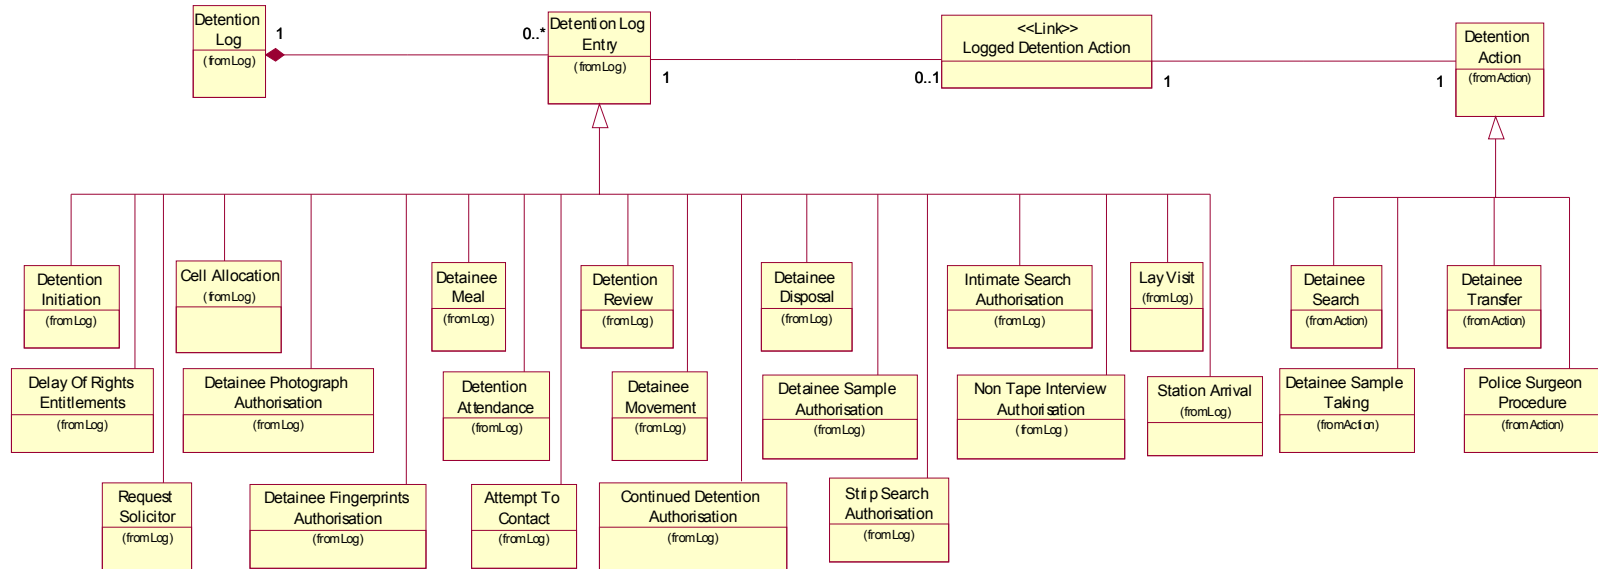 Detention
Log
(from Log)
1
0..*
Detention Log
Entry
(from Log)
1
0..1
<<Link>>
Logged Detention Action
1
1
Detention
Action
(from Action)
Detention
Initiation
(from Log)
Cell Allocation
(from Log)
Detainee
Meal
(from Log)
Detention
Review
(from Log)
Detainee
Disposal
(from Log)
Intimate Search
Authorisation
(from Log)
Lay Visit
(from Log)
Detainee
Search
(from Action)
Detainee
Transfer
(from Action)
Delay Of Rights
Entitlements
(from Log)
Detainee Photograph
Authorisation
(from Log)
Detention
Attendance
(from Log)
Detainee
Movement
(from Log)
Detainee Sample
Authorisation
(from Log)
Non Tape Interview
Authorisation
(from Log)
Station Arrival
(from Log)
Detainee Sample
Taking
(from Action)
Police Surgeon
Procedure
(from Action)
Request
Solicitor
(from Log)
Detainee Fingerprints
Authorisation
(from Log)
Attempt To
Contact
(from Log)
Continued Detention
Authorisation
(from Log)
Strip Search
Authorisation
(from Log)